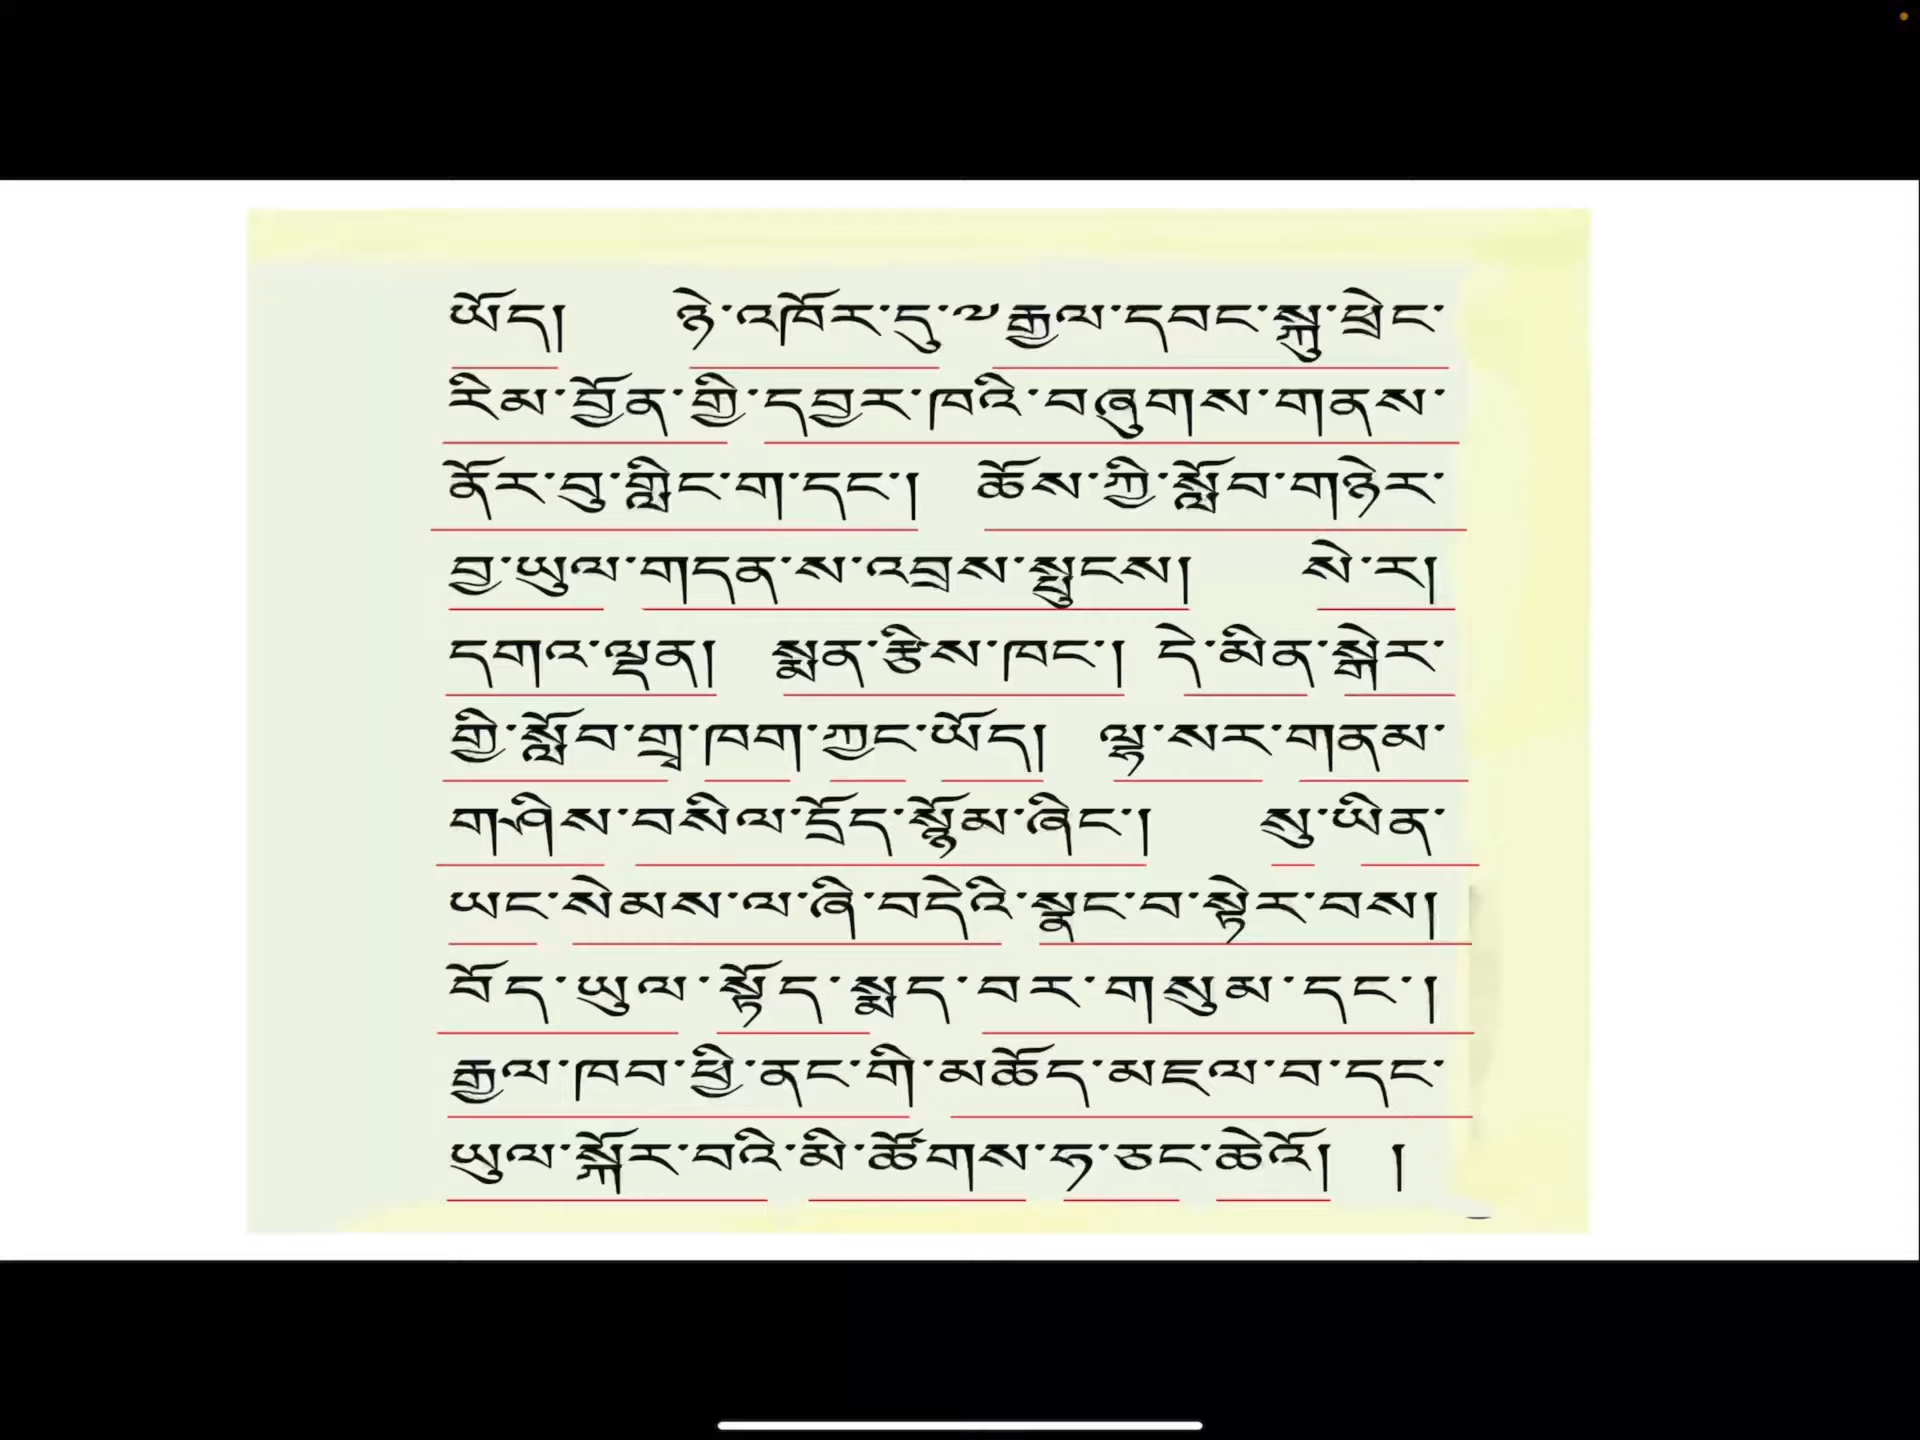 ཡོད། ཉེ་འཁོར་དུ་༧རྒྱལ་དབང་སྐུ་ཕྲེང་
རིམ་བྱོན་གྱི་དབྱར་ཁའི་བཞུགས་གནས་
ནོར་བུ་གླིང་ག་དང་། ཆོས་ཀྱི་སློབ་གཉེར་
བྱ་ཡུལ་གདན་ས་འབྲས་སྤུངས། སེ་ར།
དགའ་ལྡན། སྨན་རྩིས་ཁང་། དེ་མིན་སྒེར་
གྱི་སློབ་གྲྭ་ཁག་ཀྱང་ཡོད། ལྷ་སར་གནམ་
གཤིས་བསིལ་དྲོད་སྙོམ་ཞིང་། སུ་ཡིན་
ཡང་སེམས་ལ་ཞི་བདེའི་སྣང་བ་སྟེར་བས།
བོད་ཡུལ་སྟོད་སྨད་བར་གསུམ་དང་།
རྒྱལ་ཁབ་ཕྱི་ནང་གི་མཆོད་མཇལ་བ་དང་
ཡུལ་སྐོར་བའི་མི་ཚོགས་ཧ་ཅང་ཆེའོ། །